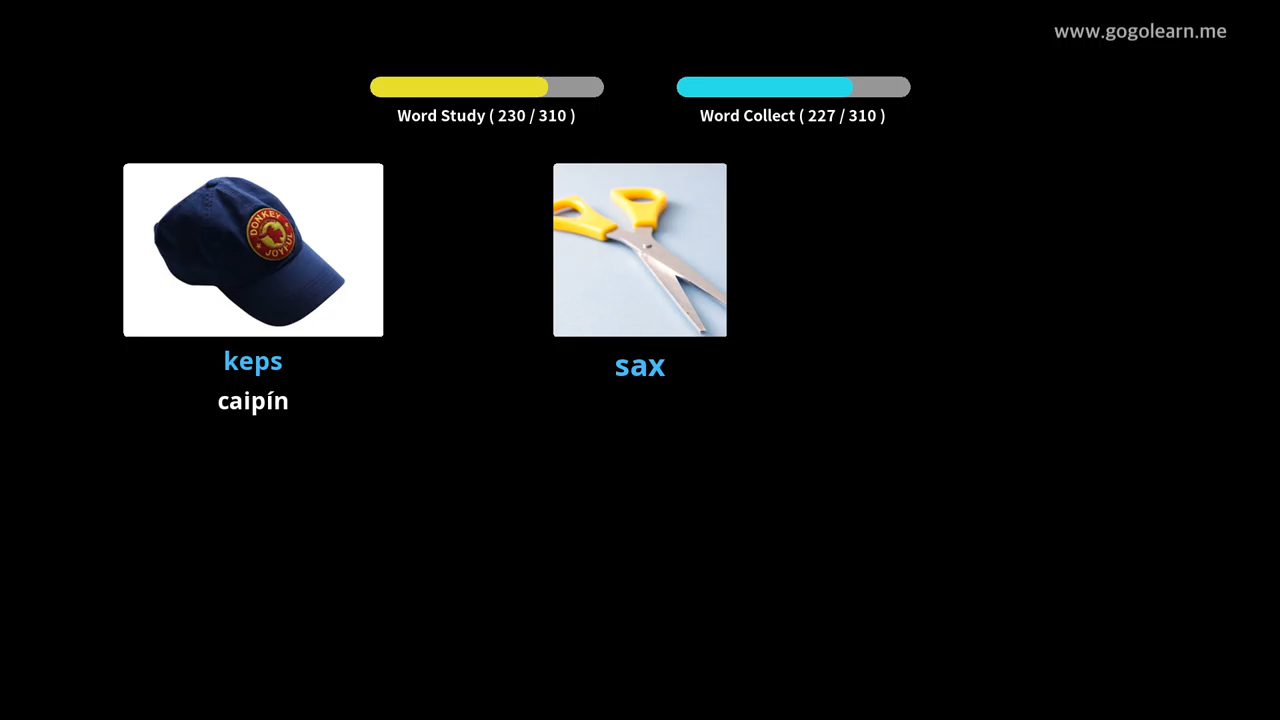 www.gogolearn.me
Word Study ( 230 / 310 )
Word Collect ( 227 / 310 )
DONKEY
JOYFUL
keps
caipín
sax